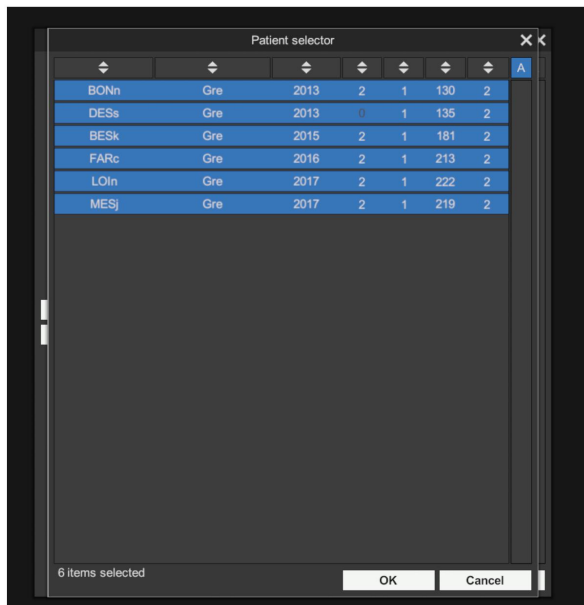 Patient selector
A
BONn Gre 2013 2 1 130 2
DESs Gre 2013 0 1 135 2
BESk Gre 2015 2 1 181 2
FARc Gre 2016 2 1 213 2
LOIn Gre 2017 2 1 222 2
MESj Gre 2017 2 1 219 2
6 items selected
OK Cancel